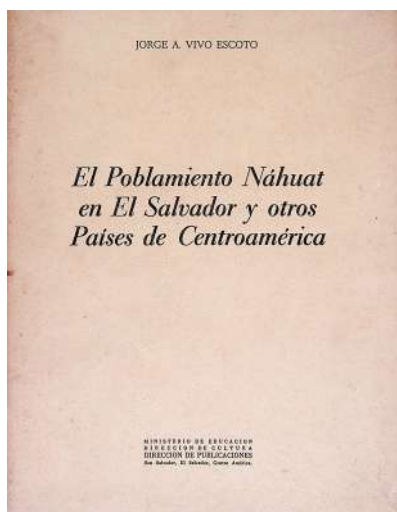 JORGE A. VIVO ESCOTO
El Poblamiento Náhuat
en El Salvador y otros
Países de Centroamérica
MINISTERIO DE EDUCACION
DIRECCION DE CULTURA
DIRECCION DE PUBLICACIONES
San Salvador, El Salvador, Centro América.